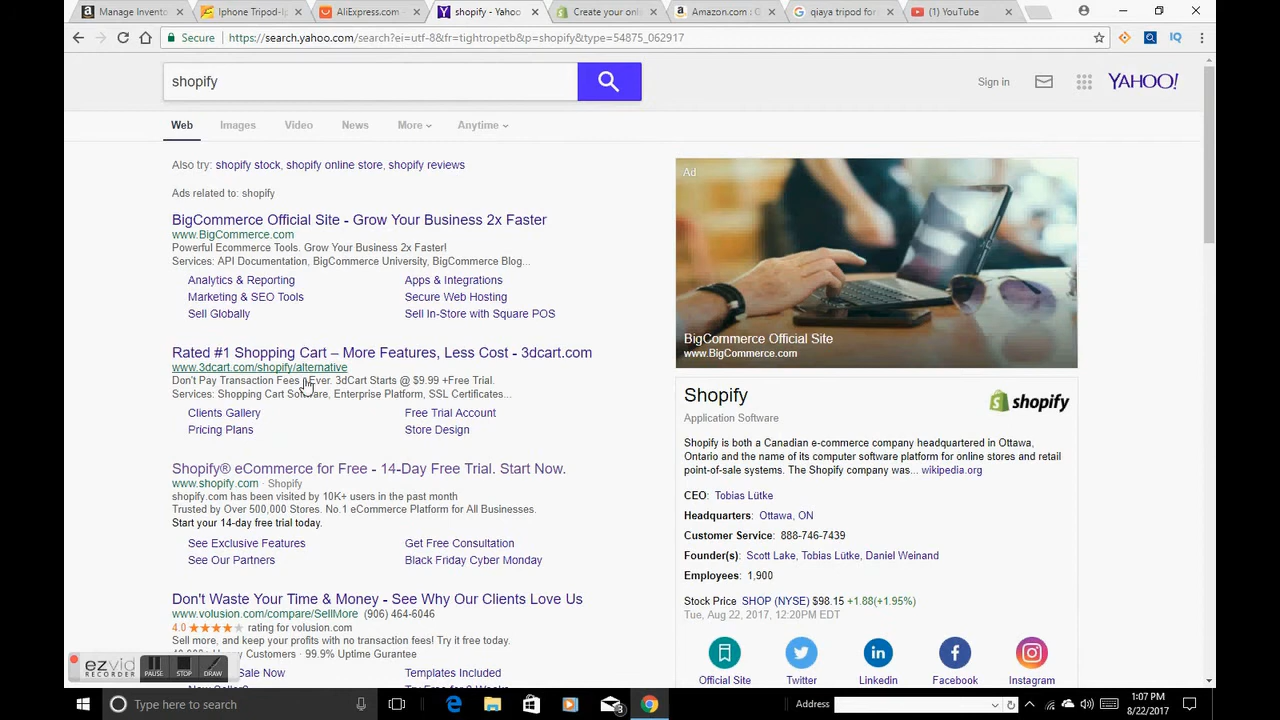 Manage Invento
Iphone Tripod-Ip
AliExpress.com
shopify - Yahoo
Create your onli
Amazon.com : G
qiaya tripod for
(1) YouTube
Secure
https://search.yahoo.com/search?ei=utf-8&fr=tightropetb&p=shopify&type=54875_062917
shopify
Sign in
YAHOO!
Web
Images
Video
News
More
Anytime
Also try: shopify stock, shopify online store, shopify reviews
Ads related to: shopify
BigCommerce Official Site - Grow Your Business 2x Faster
www.BigCommerce.com
Powerful Ecommerce Tools. Grow Your Business 2x Faster!
Services: API Documentation, BigCommerce University, BigCommerce Blog...
Analytics & Reporting
Apps & Integrations
Marketing & SEO Tools
Secure Web Hosting
Sell Globally
Sell In-Store with Square POS
Rated #1 Shopping Cart – More Features, Less Cost - 3dcart.com
www.3dcart.com/shopify/alternative
Don't Pay Transaction Fees Ever. 3dCart Starts @ $9.99 +Free Trial.
Services: Shopping Cart Software, Enterprise Platform, SSL Certificates...
Clients Gallery
Free Trial Account
Pricing Plans
Store Design
Shopify® eCommerce for Free - 14-Day Free Trial. Start Now.
www.shopify.com · Shopify
shopify.com has been visited by 10K+ users in the past month
Trusted by Over 500,000 Stores. No.1 eCommerce Platform for All Businesses.
Start your 14-day free trial today.
See Exclusive Features
Get Free Consultation
See Our Partners
Black Friday Cyber Monday
Don't Waste Your Time & Money - See Why Our Clients Love Us
www.volusion.com/compare/SellMore (906) 464-6046
4.0 rating for volusion.com
Sell more, and keep your profits with no transaction fees! Try it free today.
Customers · 99.9% Uptime Gurantee
Sale Now
Templates Included
Ad
BigCommerce Official Site
www.BigCommerce.com
Shopify
shopify
Application Software
Shopify is both a Canadian e-commerce company headquartered in Ottawa,
Ontario and the name of its computer software platform for online stores and retail
point-of-sale systems. The Shopify company was... wikipedia.org
CEO: Tobias Lütke
Headquarters: Ottawa, ON
Customer Service: 888-746-7439
Founder(s): Scott Lake, Tobias Lütke, Daniel Weinand
Employees: 1,900
Stock Price SHOP (NYSE) $98.15 +1.88(+1.95%)
Tue, Aug 22, 2017, 12:20PM EDT
Official Site
Twitter
Linkedin
Facebook
Instagram
ezvid
RECORDER
PAUSE
STOP
DRAW
Type here to search
Address
1:07 PM
8/22/2017